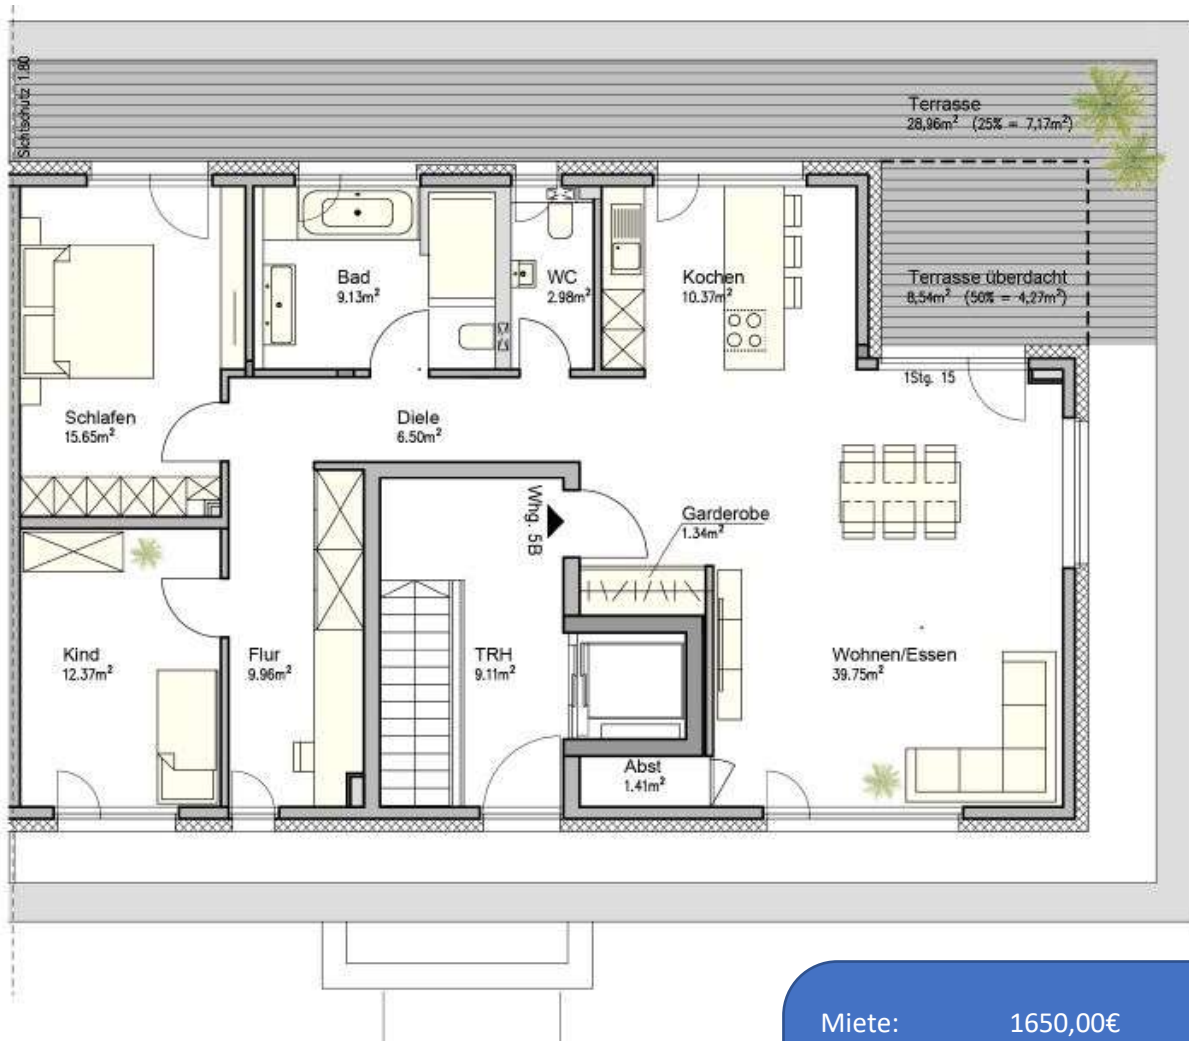 Sichtschutz 1.80
Terrasse
28,96m² (25% = 7,17m²)
Terrasse überdacht
8,54m² (50% = 4,27m²)
Bad
9.13m²
WC
2.98m²
Kochen
10.37m²
1Stg. 15
Schlafen
15.65m²
Diele
6.50m²
Whg. 5B
Garderobe
1.34m²
Kind
12.37m²
Flur
9.96m²
TRH
9.11m²
Wohnen/Essen
39.75m²
Abst
1.41m²
Miete: 1650,00€